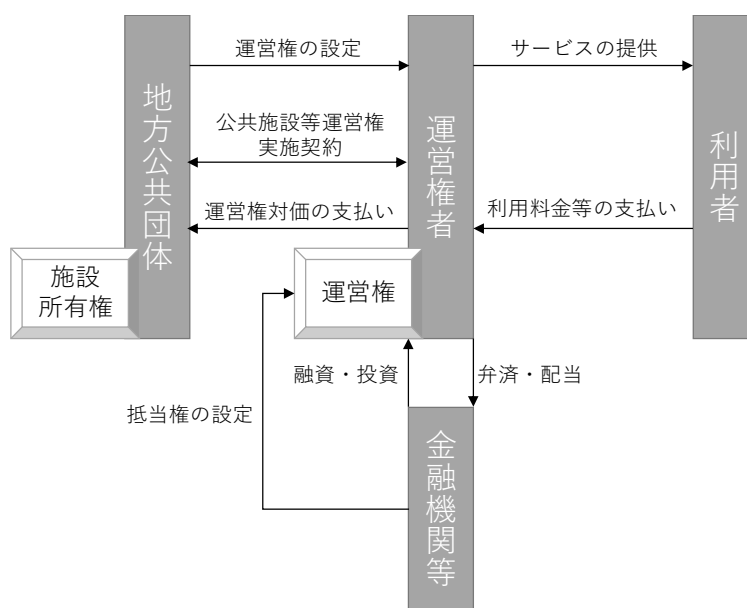 運営権の設定
サービスの提供
地方公共団体
運営権者
利用者
公共施設等運営権
実施契約
運営権対価の支払い
利用料金等の支払い
施設
所有権
運営権
融資・投資
弁済・配当
抵当権の設定
金融機関等